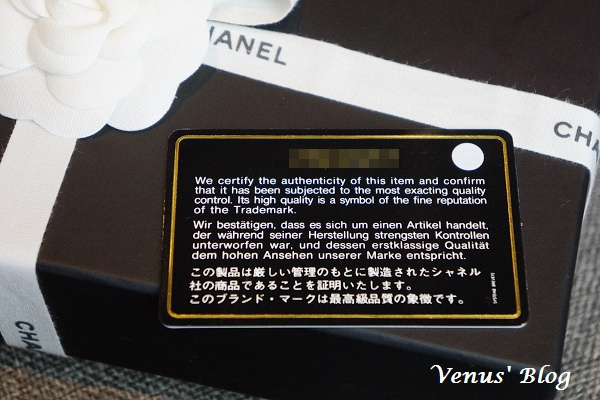 CHANEL
CHA
CHAN
We certify the authenticity of this item and confirm
that it has been subjected to the most exacting quality
control. Its high quality is a symbol of the fine reputation
of the Trademark.
Wir bestätigen, dass es sich um einen Artikel handelt,
der während seiner Herstellung strengsten Kontrollen
unterworfen war, und dessen erstklassige Qualität
dem hohen Ansehen unserer Marke entspricht.
この製品は厳しい管理のもとに製造されたシャネル
社の商品であることを証明いたします。
このブランド・マークは最高級品質の象徴です。
Venus' Blog